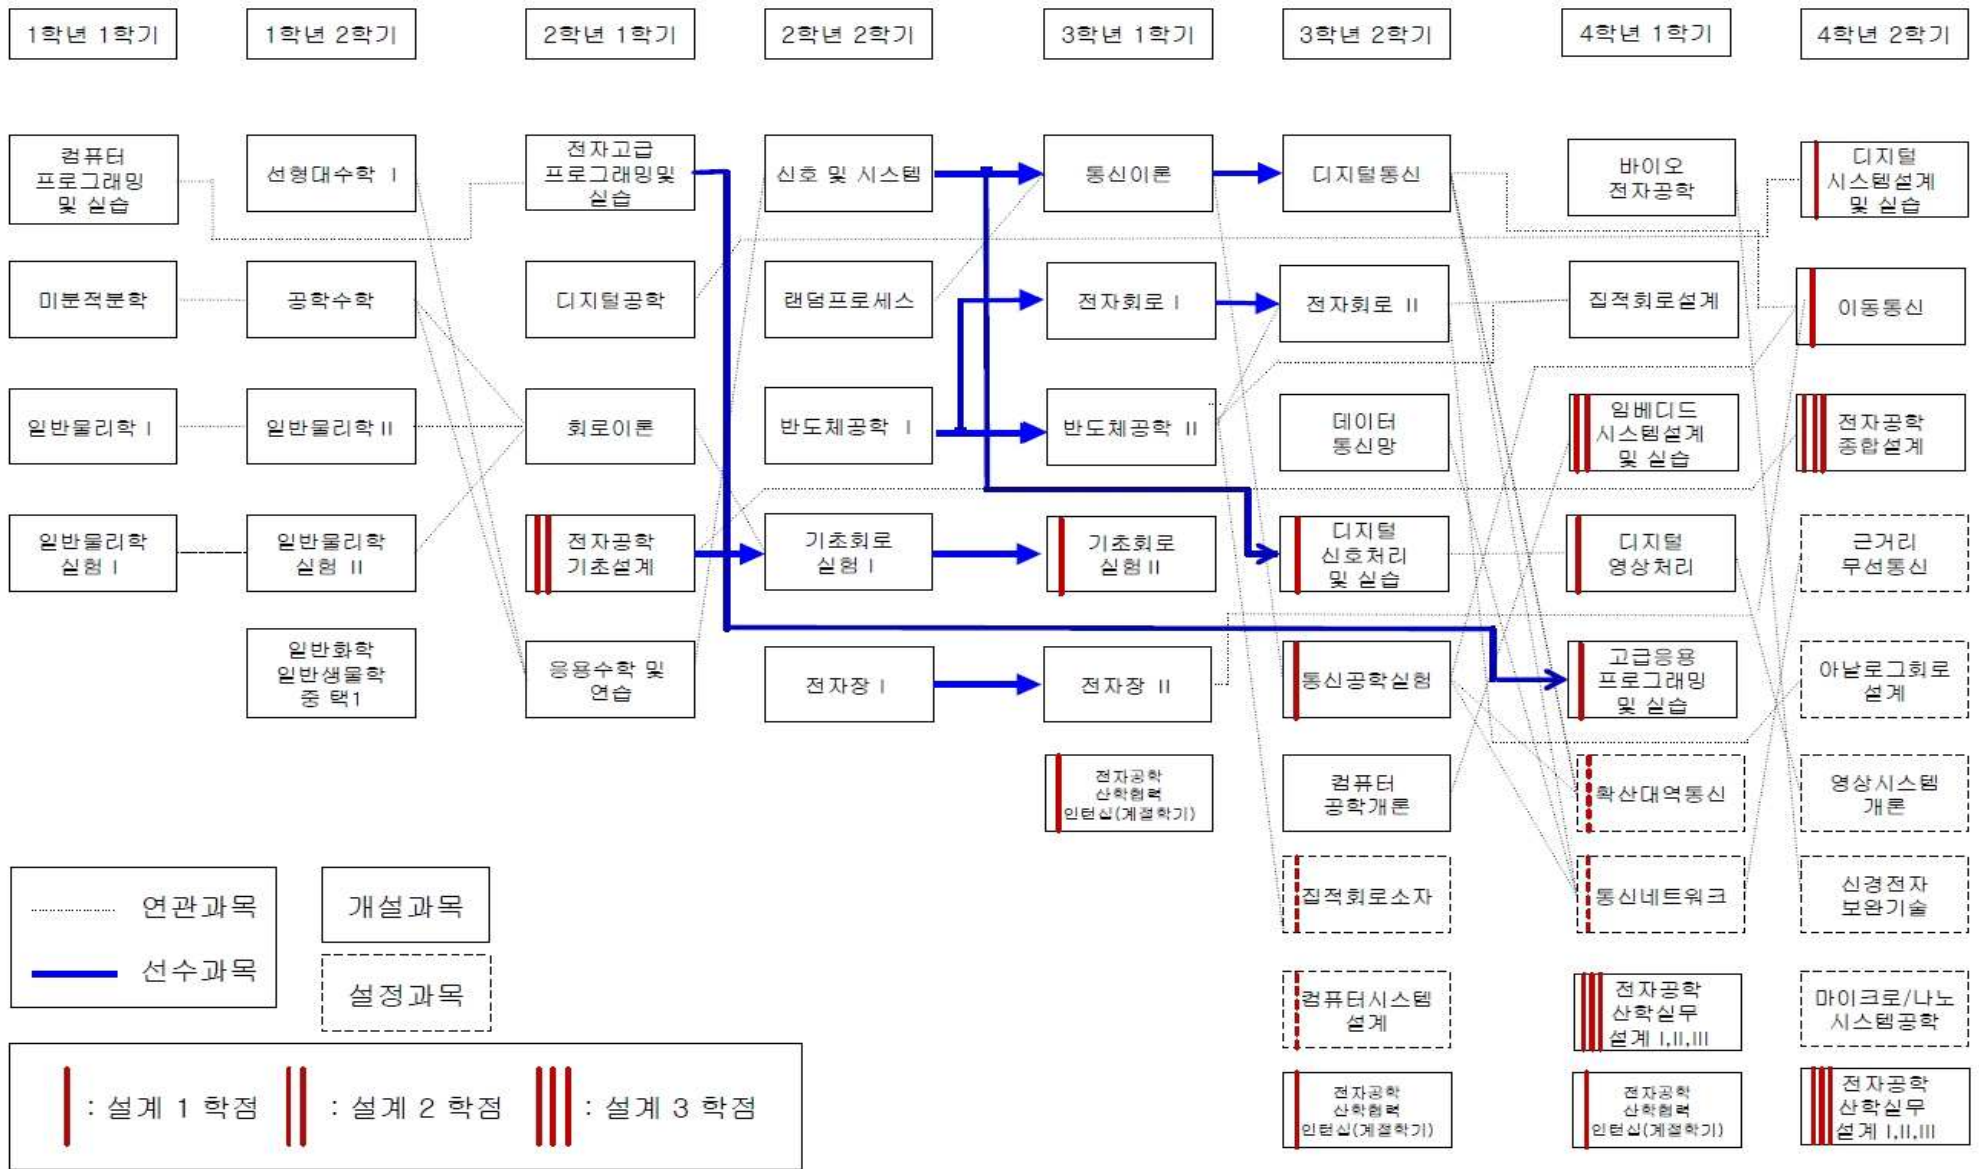 1학년 1학기
1학년 2학기
2학년 1학기
2학년 2학기
3학년 1학기
3학년 2학기
4학년 1학기
4학년 2학기
컴퓨터
프로그래밍
및 실습
선형대수학 I
전자고급
프로그래밍및
실습
신호 및 시스템
통신이론
디지털통신
바이오
전자공학
디지털
시스템설계
및 실습
미분적분학
공학수학
디지털공학
랜덤프로세스
전자회로 I
전자회로 II
집적회로설계
이동통신
일반물리학 I
일반물리학 II
회로이론
반도체공학 I
반도체공학 II
데이터
통신망
임베디드
시스템설계
및 실습
전자공학
종합설계
일반물리학
실험 I
일반물리학
실험 II
전자공학
기초설계
기초회로
실험 I
기초회로
실험 II
디지털
신호처리
및 실습
디지털
영상처리
근거리
무선통신
일반화학
일반생물학
중 택1
응용수학 및
연습
전자장 I
전자장 II
통신공학실험
고급응용
프로그래밍
및 실습
아날로그회로
설계
전자공학
산학협력
인턴십(계절학기)
컴퓨터
공학개론
확산대역통신
영상시스템
개론
집적회로소자
통신네트워크
신경전자
보완기술
컴퓨터시스템
설계
전자공학
산학실무
설계 I,II,III
마이크로/나노
시스템공학
전자공학
산학협력
인턴십(계절학기)
전자공학
산학협력
인턴십(계절학기)
전자공학
산학실무
설계 I,II,III
연관과목
선수과목
개설과목
설정과목
: 설계 1 학점
: 설계 2 학점
: 설계 3 학점